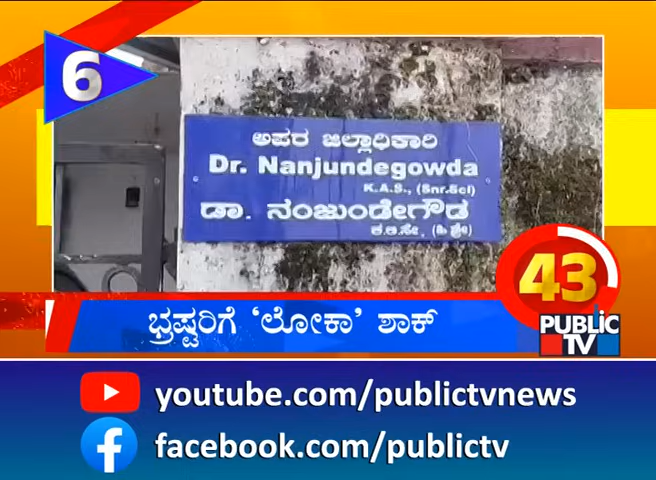 6
ಅಪರ ಜಿಲ್ಲಾಧಿಕಾರಿ
Dr. Nanjundegowda
K.A.S., (Snr.Scl)
ಡಾ. ನಂಜುಂಡೇಗೌಡ
ಕ.ಆ.ಸೇ., (ಹಿ.ಶ್ರೇ)
43
ಭ್ರಷ್ಟರಿಗೆ ‘ಲೋಕಾ’ ಶಾಕ್
PUBLIC
TV
youtube.com/publictvnews
facebook.com/publictv